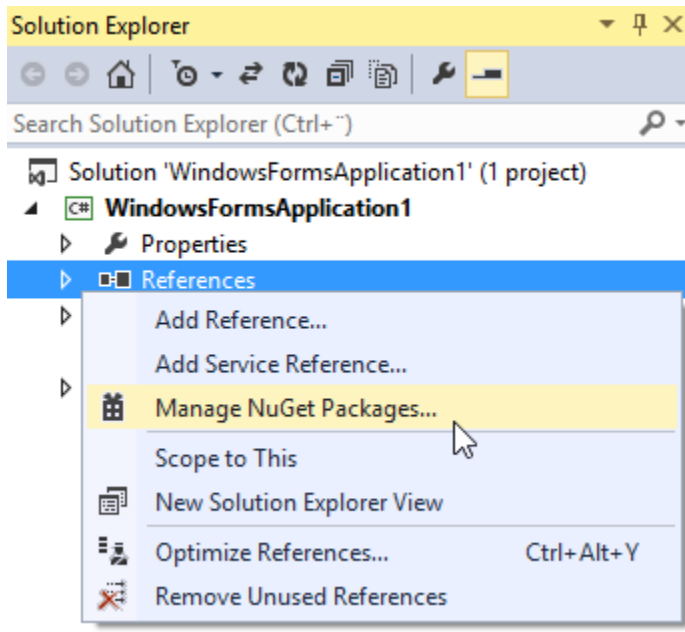 Solution Explorer
Search Solution Explorer (Ctrl+¨)
Solution 'WindowsFormsApplication1' (1 project)
C# WindowsFormsApplication1
Properties
References
Add Reference...
Add Service Reference...
Manage NuGet Packages...
Scope to This
New Solution Explorer View
Optimize References... Ctrl+Alt+Y
Remove Unused References